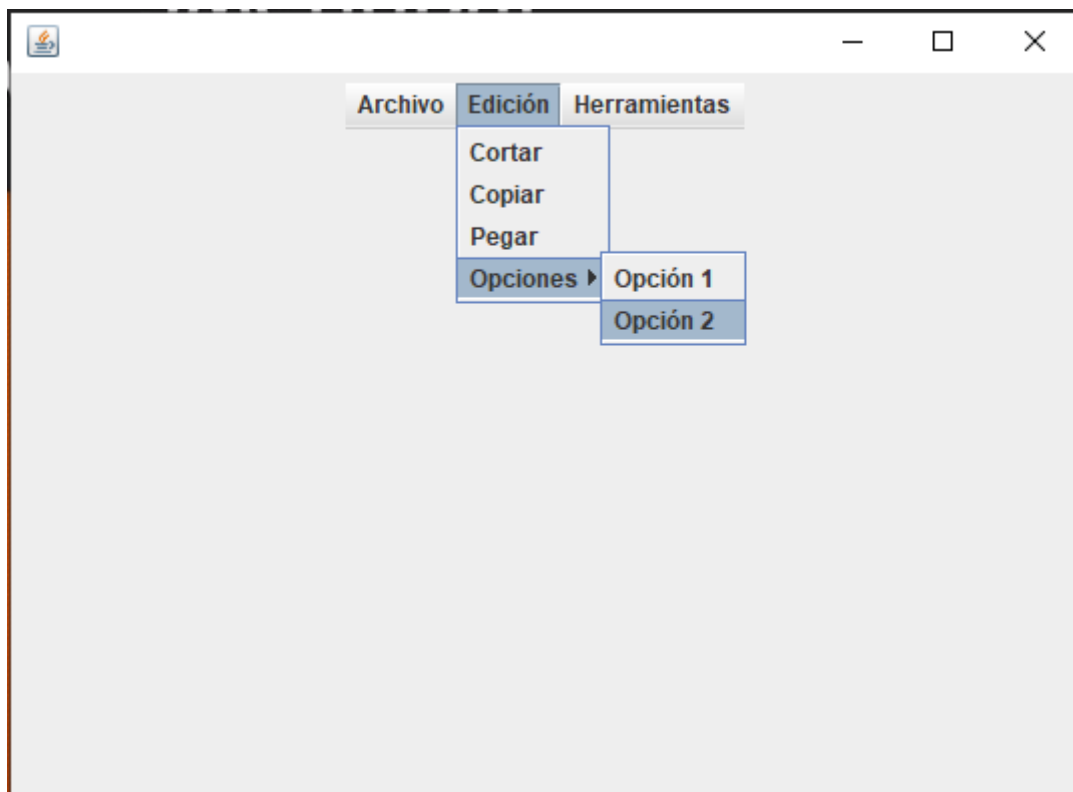 Archivo Edición Herramientas
Cortar
Copiar
Pegar
Opciones Opción 1
Opción 2